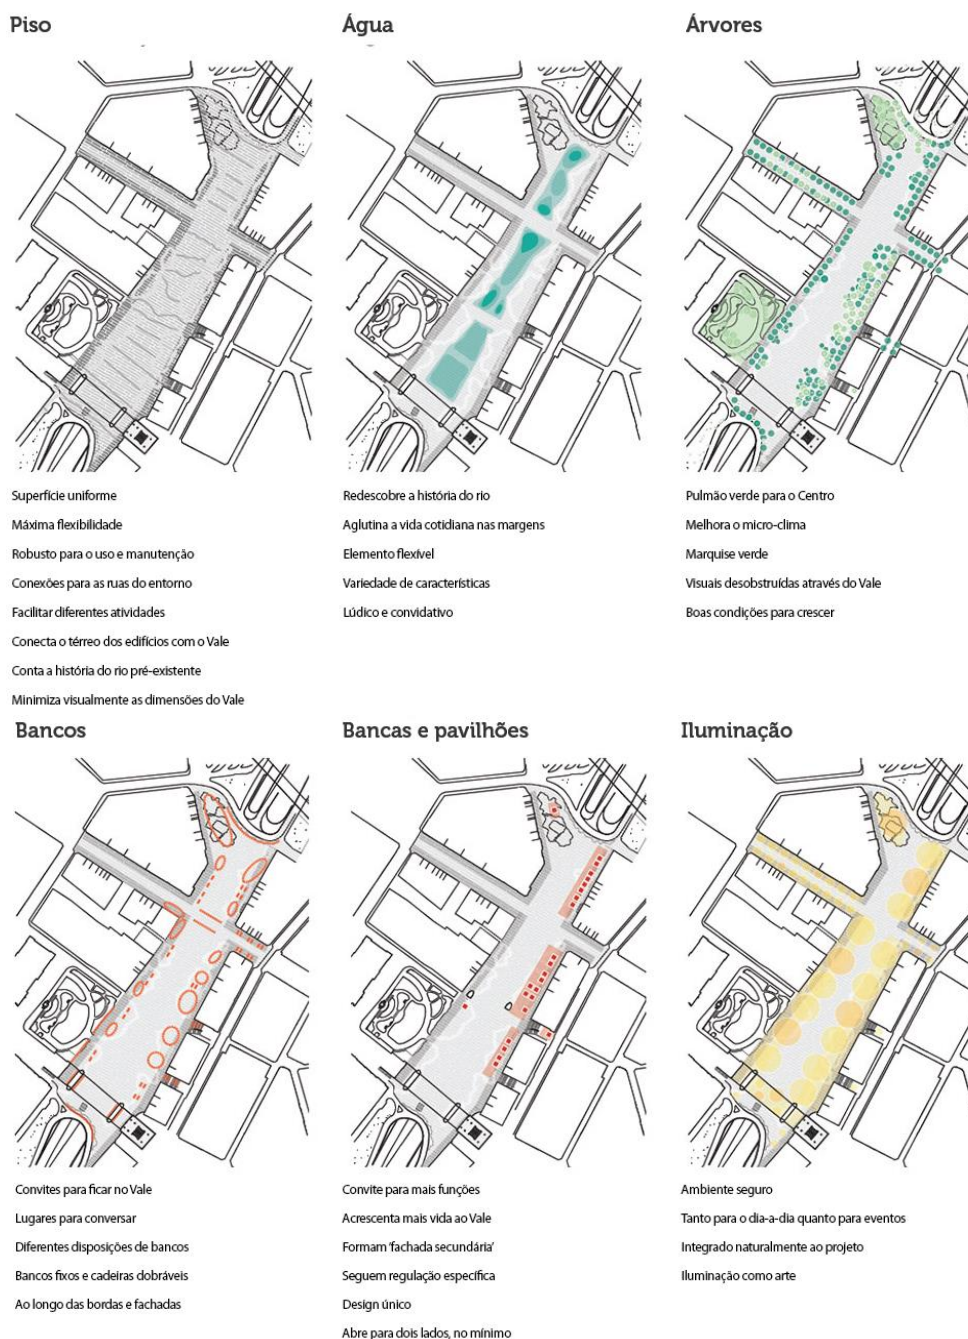 Piso
Água
Árvores
Superfície uniforme
Máxima flexibilidade
Robusto para o uso e manutenção
Conexões para as ruas do entorno
Facilitar diferentes atividades
Conecta o térreo dos edifícios com o Vale
Conta a história do rio pré-existente
Minimiza visualmente as dimensões do Vale
Redescobre a história do rio
Aglutina a vida cotidiana nas margens
Elemento flexível
Variedade de características
Lúdico e convidativo
Pulmão verde para o Centro
Melhora o micro-clima
Marquise verde
Visuais desobstruídas através do Vale
Boas condições para crescer
Bancos
Bancas e pavilhões
Iluminação
Convites para ficar no Vale
Lugares para conversar
Diferentes disposições de bancos
Bancos fixos e cadeiras dobráveis
Ao longo das bordas e fachadas
Convite para mais funções
Acrescenta mais vida ao Vale
Formam 'fachada secundária'
Seguem regulação específica
Design único
Abre para dois lados, no mínimo
Ambiente seguro
Tanto para o dia-a-dia quanto para eventos
Integrado naturalmente ao projeto
Iluminação como arte